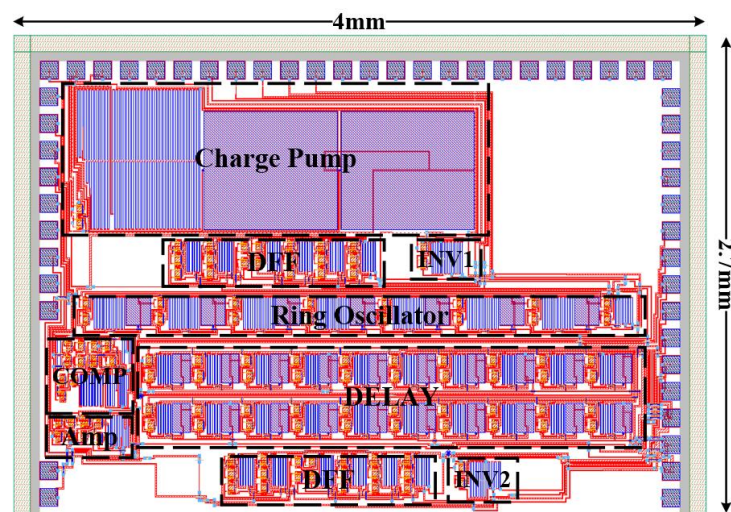 4mm
Charge Pump
2.7mm
DFF
INV1
Ring Oscillator
COMP
DELAY
Amp
DFF
INV2